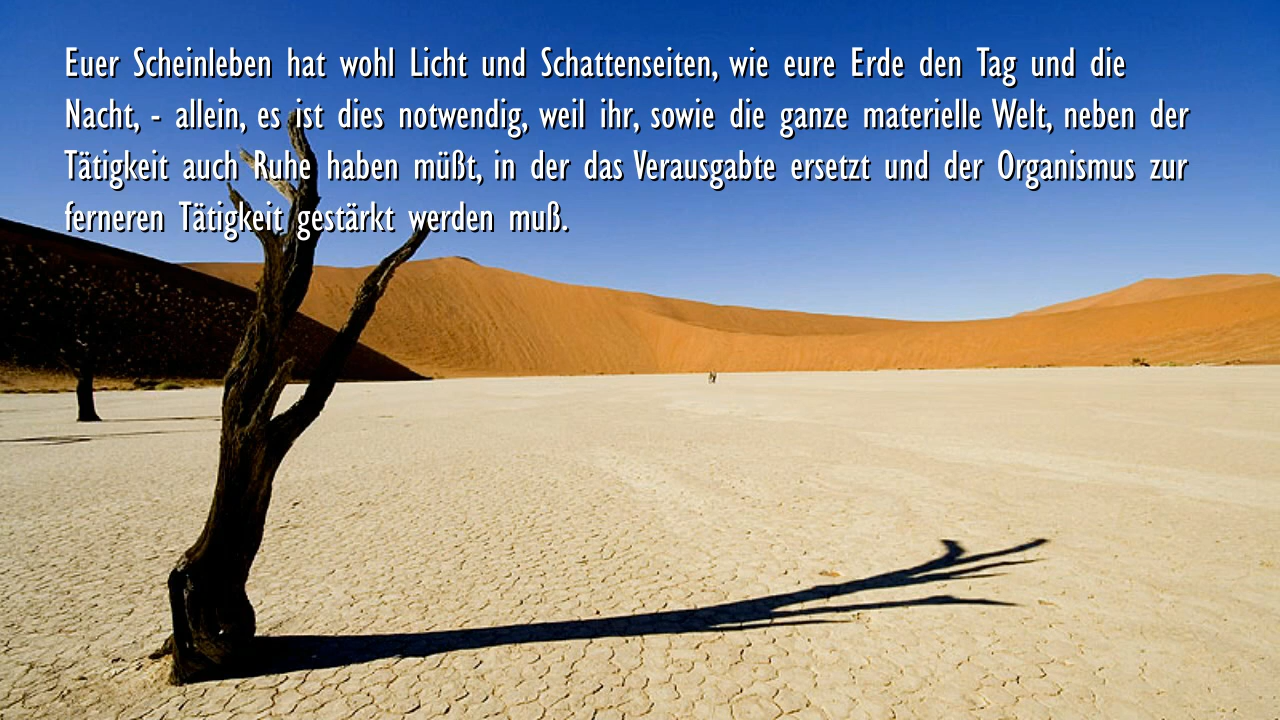 Euer Scheinleben hat wohl Licht und Schattenseiten, wie eure Erde den Tag und die
Nacht, - allein, es ist dies notwendig, weil ihr, sowie die ganze materielle Welt, neben der
Tätigkeit auch Ruhe haben müßt, in der das Verausgabte ersetzt und der Organismus zur
ferneren Tätigkeit gestärkt werden muß.